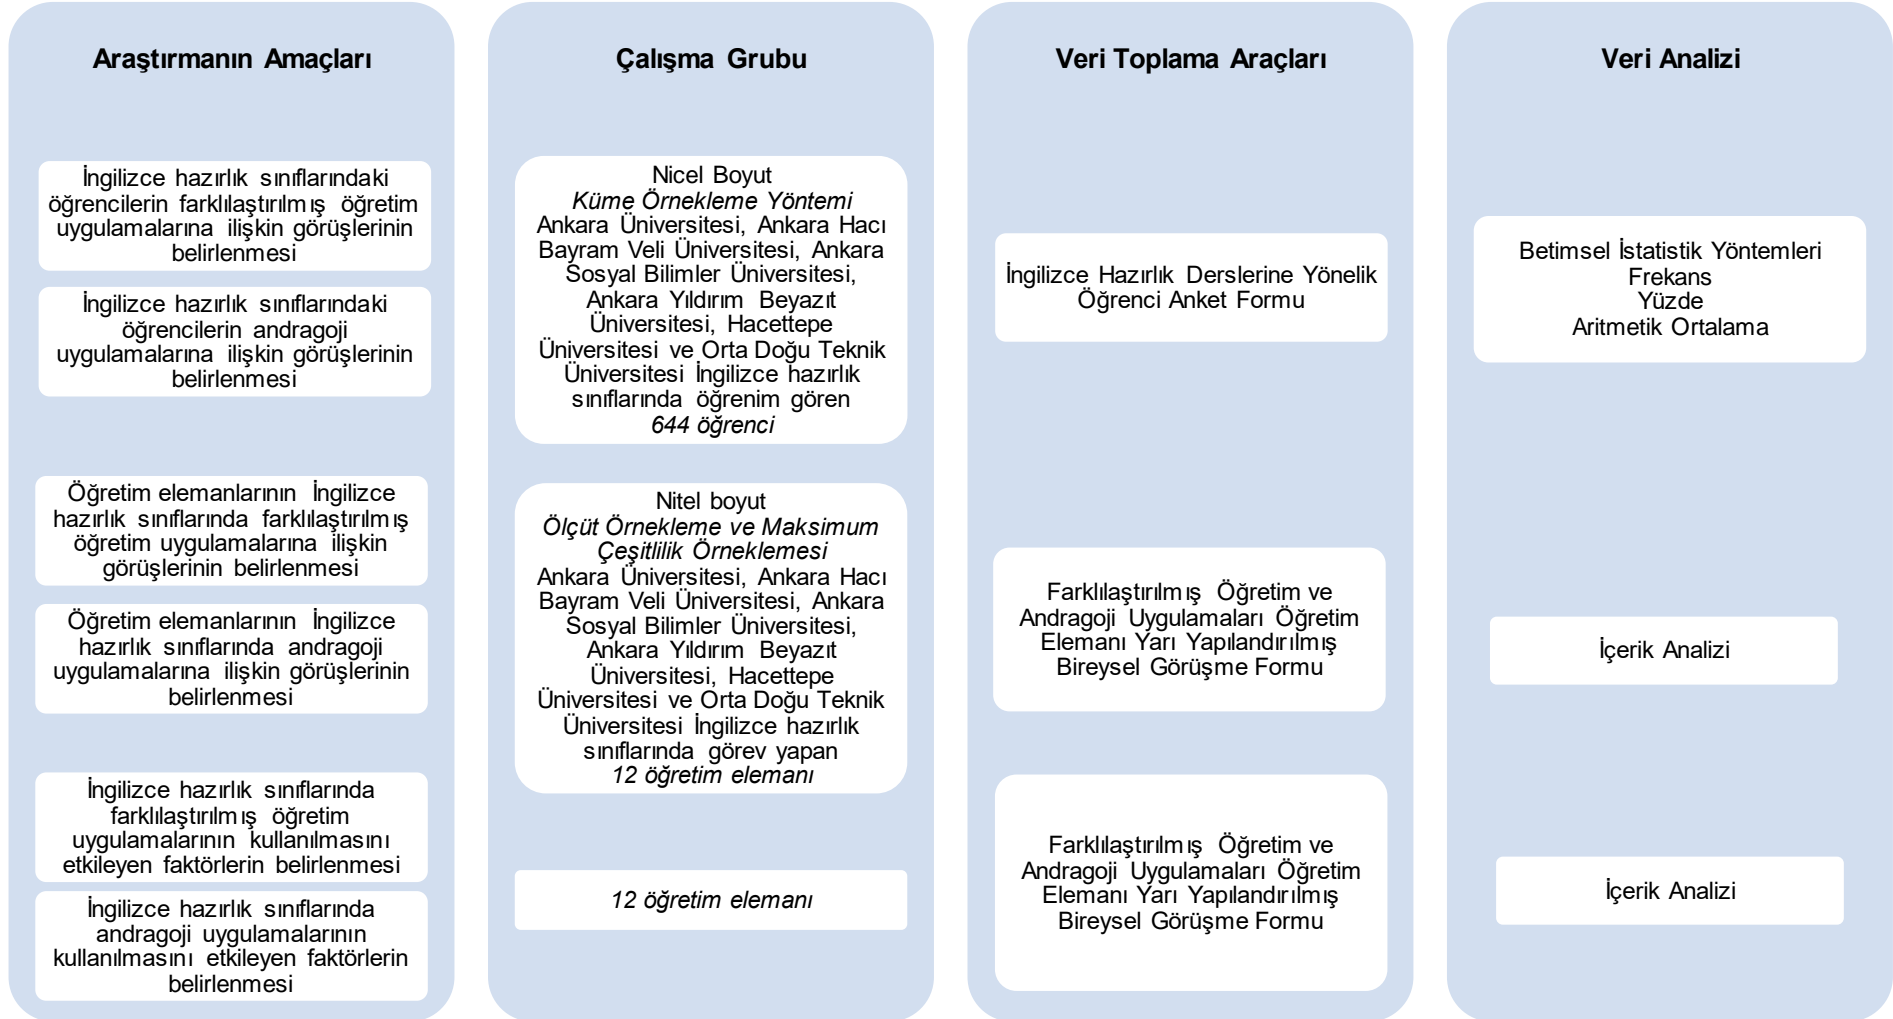 Araştırmanın Amaçları
İngilizce hazırlık sınıflarındaki
öğrencilerin farklılaştırılmış öğretim
uygulamalarına ilişkin görüşlerinin
belirlenmesi
İngilizce hazırlık sınıflarındaki
öğrencilerin andragoji
uygulamalarına ilişkin görüşlerinin
belirlenmesi
Öğretim elemanlarının İngilizce
hazırlık sınıflarında farklılaştırılmış
öğretim uygulamalarına ilişkin
görüşlerinin belirlenmesi
Öğretim elemanlarının İngilizce
hazırlık sınıflarında andragoji
uygulamalarına ilişkin görüşlerinin
belirlenmesi
İngilizce hazırlık sınıflarında
farklılaştırılmış öğretim
uygulamalarının kullanılmasını
etkileyen faktörlerin belirlenmesi
İngilizce hazırlık sınıflarında
andragoji uygulamalarının
kullanılmasını etkileyen faktörlerin
belirlenmesi
Çalışma Grubu
Nicel Boyut
Küme Örnekleme Yöntemi
Ankara Üniversitesi, Ankara Hacı
Bayram Veli Üniversitesi, Ankara
Sosyal Bilimler Üniversitesi,
Ankara Yıldırım Beyazıt
Üniversitesi, Hacettepe
Üniversitesi ve Orta Doğu Teknik
Üniversitesi İngilizce hazırlık
sınıflarında öğrenim gören
644 öğrenci
Nitel boyut
Ölçüt Örnekleme ve Maksimum
Çeşitlilik Örneklemesi
Ankara Üniversitesi, Ankara Hacı
Bayram Veli Üniversitesi, Ankara
Sosyal Bilimler Üniversitesi,
Ankara Yıldırım Beyazıt
Üniversitesi, Hacettepe
Üniversitesi ve Orta Doğu Teknik
Üniversitesi İngilizce hazırlık
sınıflarında görev yapan
12 öğretim elemanı
12 öğretim elemanı
Veri Toplama Araçları
İngilizce Hazırlık Derslerine Yönelik
Öğrenci Anket Formu
Farklılaştırılmış Öğretim ve
Andragoji Uygulamaları Öğretim
Elemanı Yarı Yapılandırılmış
Bireysel Görüşme Formu
Farklılaştırılmış Öğretim ve
Andragoji Uygulamaları Öğretim
Elemanı Yarı Yapılandırılmış
Bireysel Görüşme Formu
Veri Analizi
Betimsel İstatistik Yöntemleri
Frekans
Yüzde
Aritmetik Ortalama
İçerik Analizi
İçerik Analizi